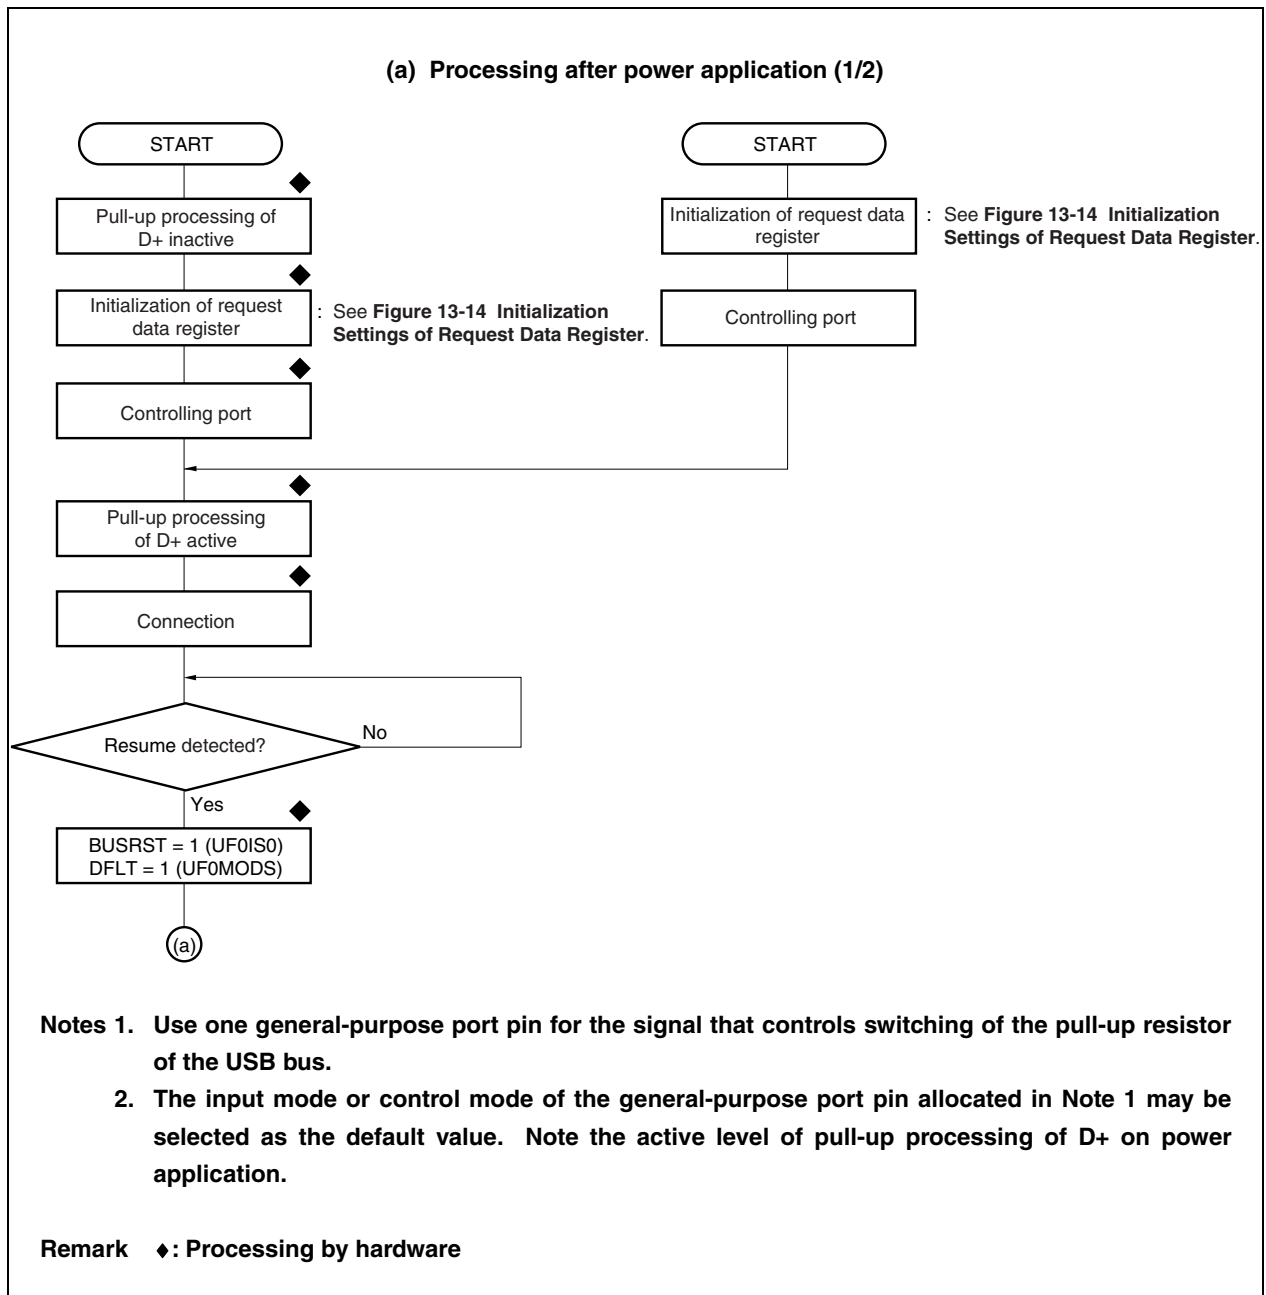 (a) Processing after power application (1/2)
START
Pull-up processing of
D+ inactive
Initialization of request
data register
: See Figure 13-14 Initialization
Settings of Request Data Register.
Controlling port
START
Initialization of request data
register
: See Figure 13-14 Initialization
Settings of Request Data Register.
Controlling port
Pull-up processing
of D+ active
Connection
Resume detected?
No
Yes
BUSRST = 1 (UF0IS0)
DFLT = 1 (UF0MODS)
(a)
Notes 1. Use one general-purpose port pin for the signal that controls switching of the pull-up resistor
of the USB bus.
2. The input mode or control mode of the general-purpose port pin allocated in Note 1 may be
selected as the default value. Note the active level of pull-up processing of D+ on power
application.
Remark ♦: Processing by hardware